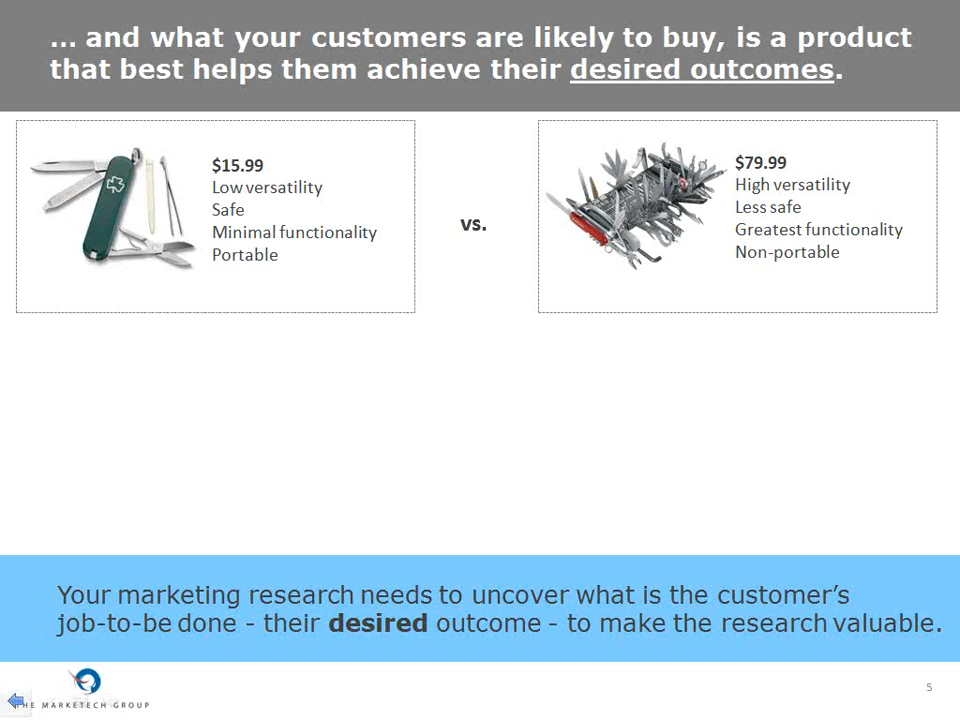 ... and what your customers are likely to buy, is a product
that best helps them achieve their desired outcomes.
$15.99
Low versatility
Safe
Minimal functionality
Portable
vs.
$79.99
High versatility
Less safe
Greatest functionality
Non-portable
Your marketing research needs to uncover what is the customer’s
job-to-be done - their desired outcome - to make the research valuable.
THE MARKETECH GROUP
5